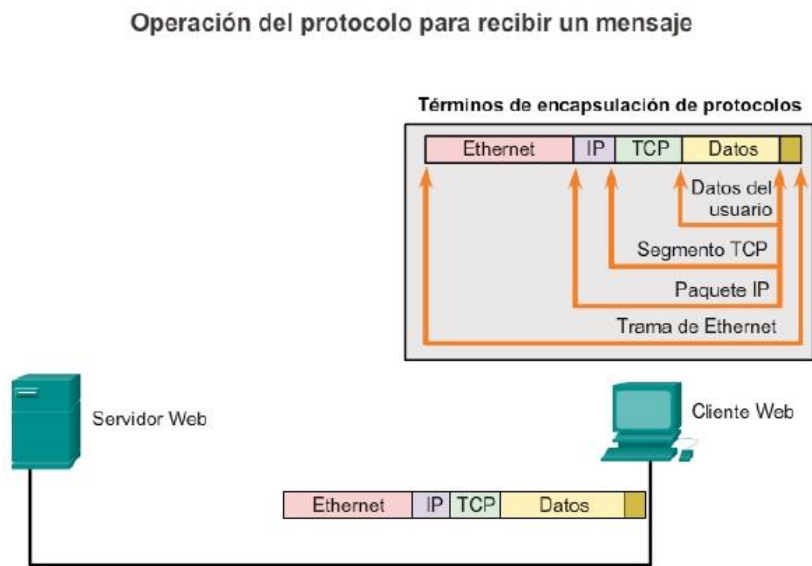 Operación del protocolo para recibir un mensaje
Términos de encapsulación de protocolos
Ethernet IP TCP Datos
Datos del
usuario
Segmento TCP
Paquete IP
Trama de Ethernet
Servidor Web
Cliente Web
Ethernet IP TCP Datos